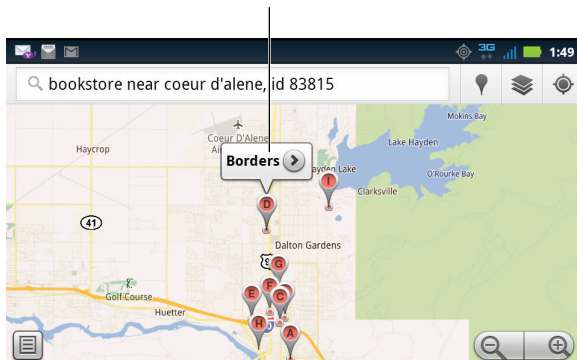 3G 1:49
bookstore near coeur d'alene, id 83815
Mokins Bay
Haycrop
Coeur D'Alene
Lake Hayden
Borders
Lake
O'Rourke Bay
Clarksville
I
D
41
Dalton Gardens
G
Golf Course
E
F
C
Huetter
H
A